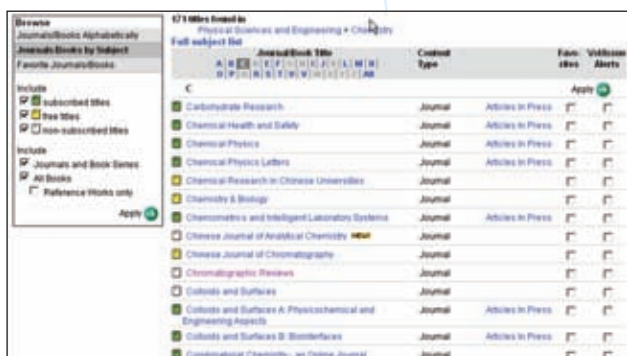 Browse
Journals/Books Alphabetically
Journals/Books by Subject
Favorite Journals/Books
Include
subscribed titles
free titles
non-subscribed titles
Include
Journals and Book Series
All Books
Reference Works only
Apply
171 titles found in
Physical Sciences and Engineering > Chemistry
Full subject list
Journal/Book Title Content Type Favorites Volume/Issue Alerts
A B C D E F G H I J K L M N
O P Q R S T U V W X Y Z All
C Apply
Carbohydrate Research Journal Articles in Press
Chemical Health and Safety Journal Articles in Press
Chemical Physics Journal Articles in Press
Chemical Physics Letters Journal Articles in Press
Chemical Research in Chinese Universities Journal
Chemistry & Biology Journal
Chemometrics and Intelligent Laboratory Systems Journal Articles in Press
Chinese Journal of Analytical Chemistry NEW! Journal
Chinese Journal of Chromatography Journal
Chromatographic Reviews Journal
Colloids and Surfaces Journal
Colloids and Surfaces A: Physicochemical and Journal Articles in Press
Engineering Aspects
Colloids and Surfaces B: Biointerfaces Journal Articles in Press